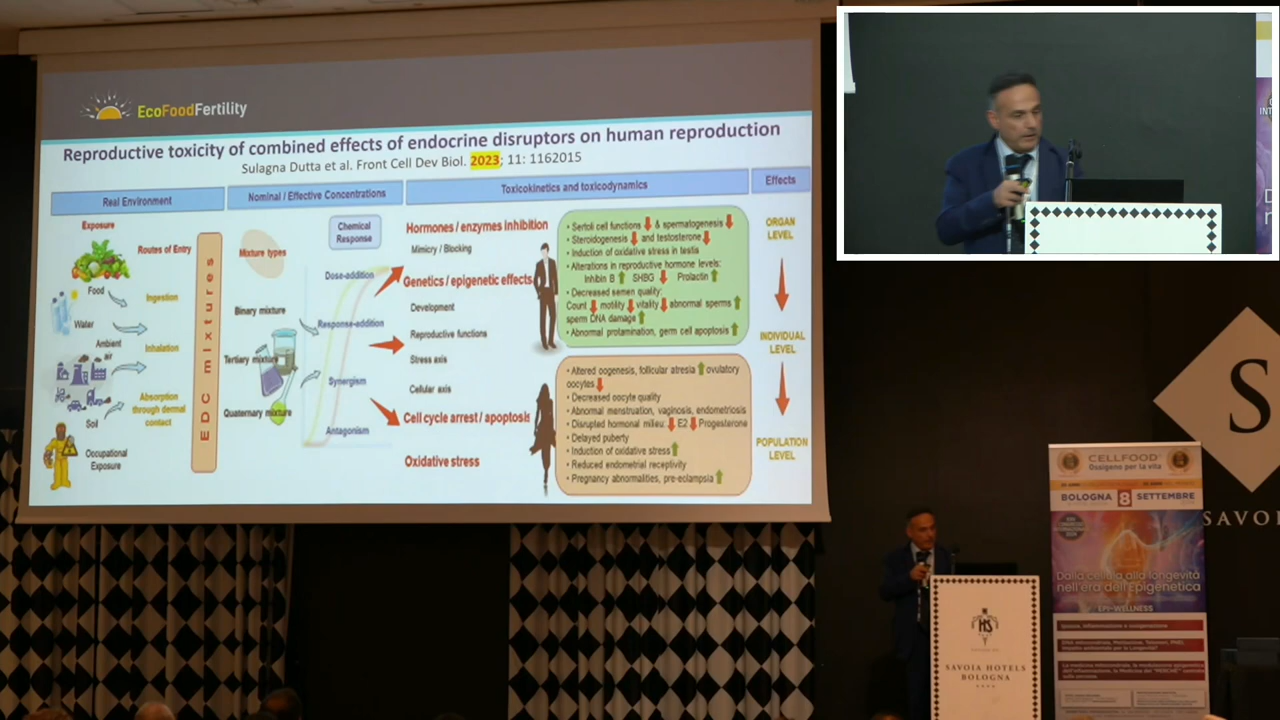 EcoFoodFertility
Reproductive toxicity of combined effects of endocrine disruptors on human reproduction
Sulagna Dutta et al. Front Cell Dev Biol. 2023; 11: 1162015
Real Environment
Nominal / Effective Concentrations
Toxicokinetics and toxicodynamics
Effects
Exposure
Routes of Entry
Food
Ingestion
Water
Ambient
air
Inhalation
Absorption
through dermal
contact
Soil
Occupational
Exposure
EDC mixtures
Mixture types
Chemical
Response
Binary mixture
Tertiary mixture
Quaternary mixture
Dose-addition
Response-addition
Synergism
Antagonism
Hormones / enzymes Inhibition
Mimicry / Blocking
Genetics / epigenetic effects
Development
Reproductive functions
Stress axis
Cellular axis
Cell cycle arrest / apoptosis
Oxidative stress
• Sertoli cell functions ↓ & spermatogenesis ↓
• Steroidogenesis ↓ and testosterone ↓
• Induction of oxidative stress in testis
• Alterations in reproductive hormone levels:
Inhibin B ↑ SHBG ↓ Prolactin ↑
• Decreased semen quality:
Count ↓ motility ↓ vitality ↓ abnormal sperms ↑
sperm DNA damage ↑
• Abnormal protamination, germ cell apoptosis ↑
• Altered oogenesis, follicular atresia ↑ ovulatory
oocytes ↓
• Decreased oocyte quality
• Abnormal menstruation, vaginosis, endometriosis
• Disrupted hormonal milieu: ↓ E2 ↓ Progesterone
• Delayed puberty
• Induction of oxidative stress ↑
• Reduced endometrial receptivity
• Pregnancy abnormalities, pre-eclampsia ↑
ORGAN
LEVEL
INDIVIDUAL
LEVEL
POPULATION
LEVEL
S
SAVOI
HS
SAVOIA HOTELS
BOLOGNA
CELLFOOD
Ossigeno per la vita
BOLOGNA 8 SETTEMBRE
Dalla cellula alla longevità
nell'era dell'Epigenetica
EPI-WELLNESS